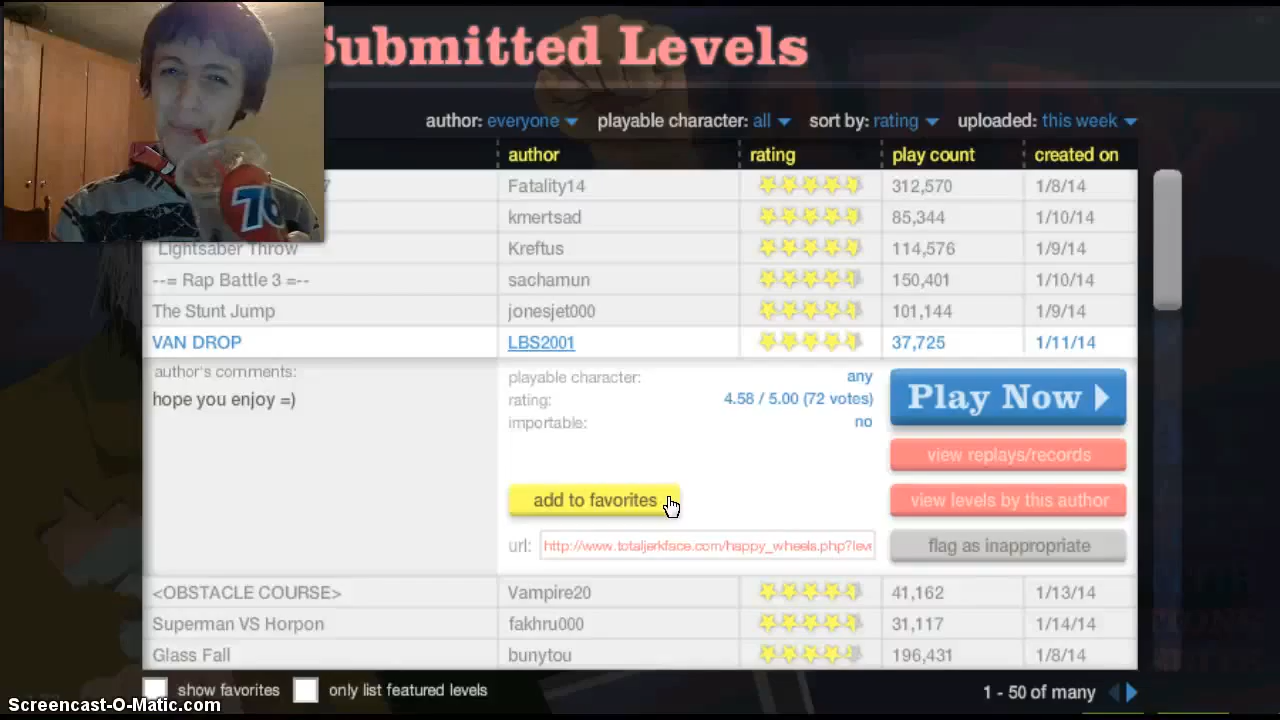 Submitted Levels
author: everyone playable character: all sort by: rating uploaded: this week
author rating play count created on
7 Fatality14 312,570 1/8/14
kmertsad 85,344 1/10/14
Lightsaber Throw Kreftus 114,576 1/9/14
--= Rap Battle 3 =-- sachamun 150,401 1/10/14
The Stunt Jump jonesjet000 101,144 1/9/14
VAN DROP LBS2001 37,725 1/11/14
author's comments: playable character: any
hope you enjoy =) rating: 4.58 / 5.00 (72 votes) Play Now
importable: no
view replays/records
add to favorites view levels by this author
url: http://www.totaljerkface.com/happy_wheels.php?leve flag as inappropriate
<OBSTACLE COURSE> Vampire20 41,162 1/13/14
Superman VS Horpon fakhru000 31,117 1/14/14
Glass Fall bunytou 196,431 1/8/14
show favorites only list featured levels 1 - 50 of many
Screencast-O-Matic.com
76